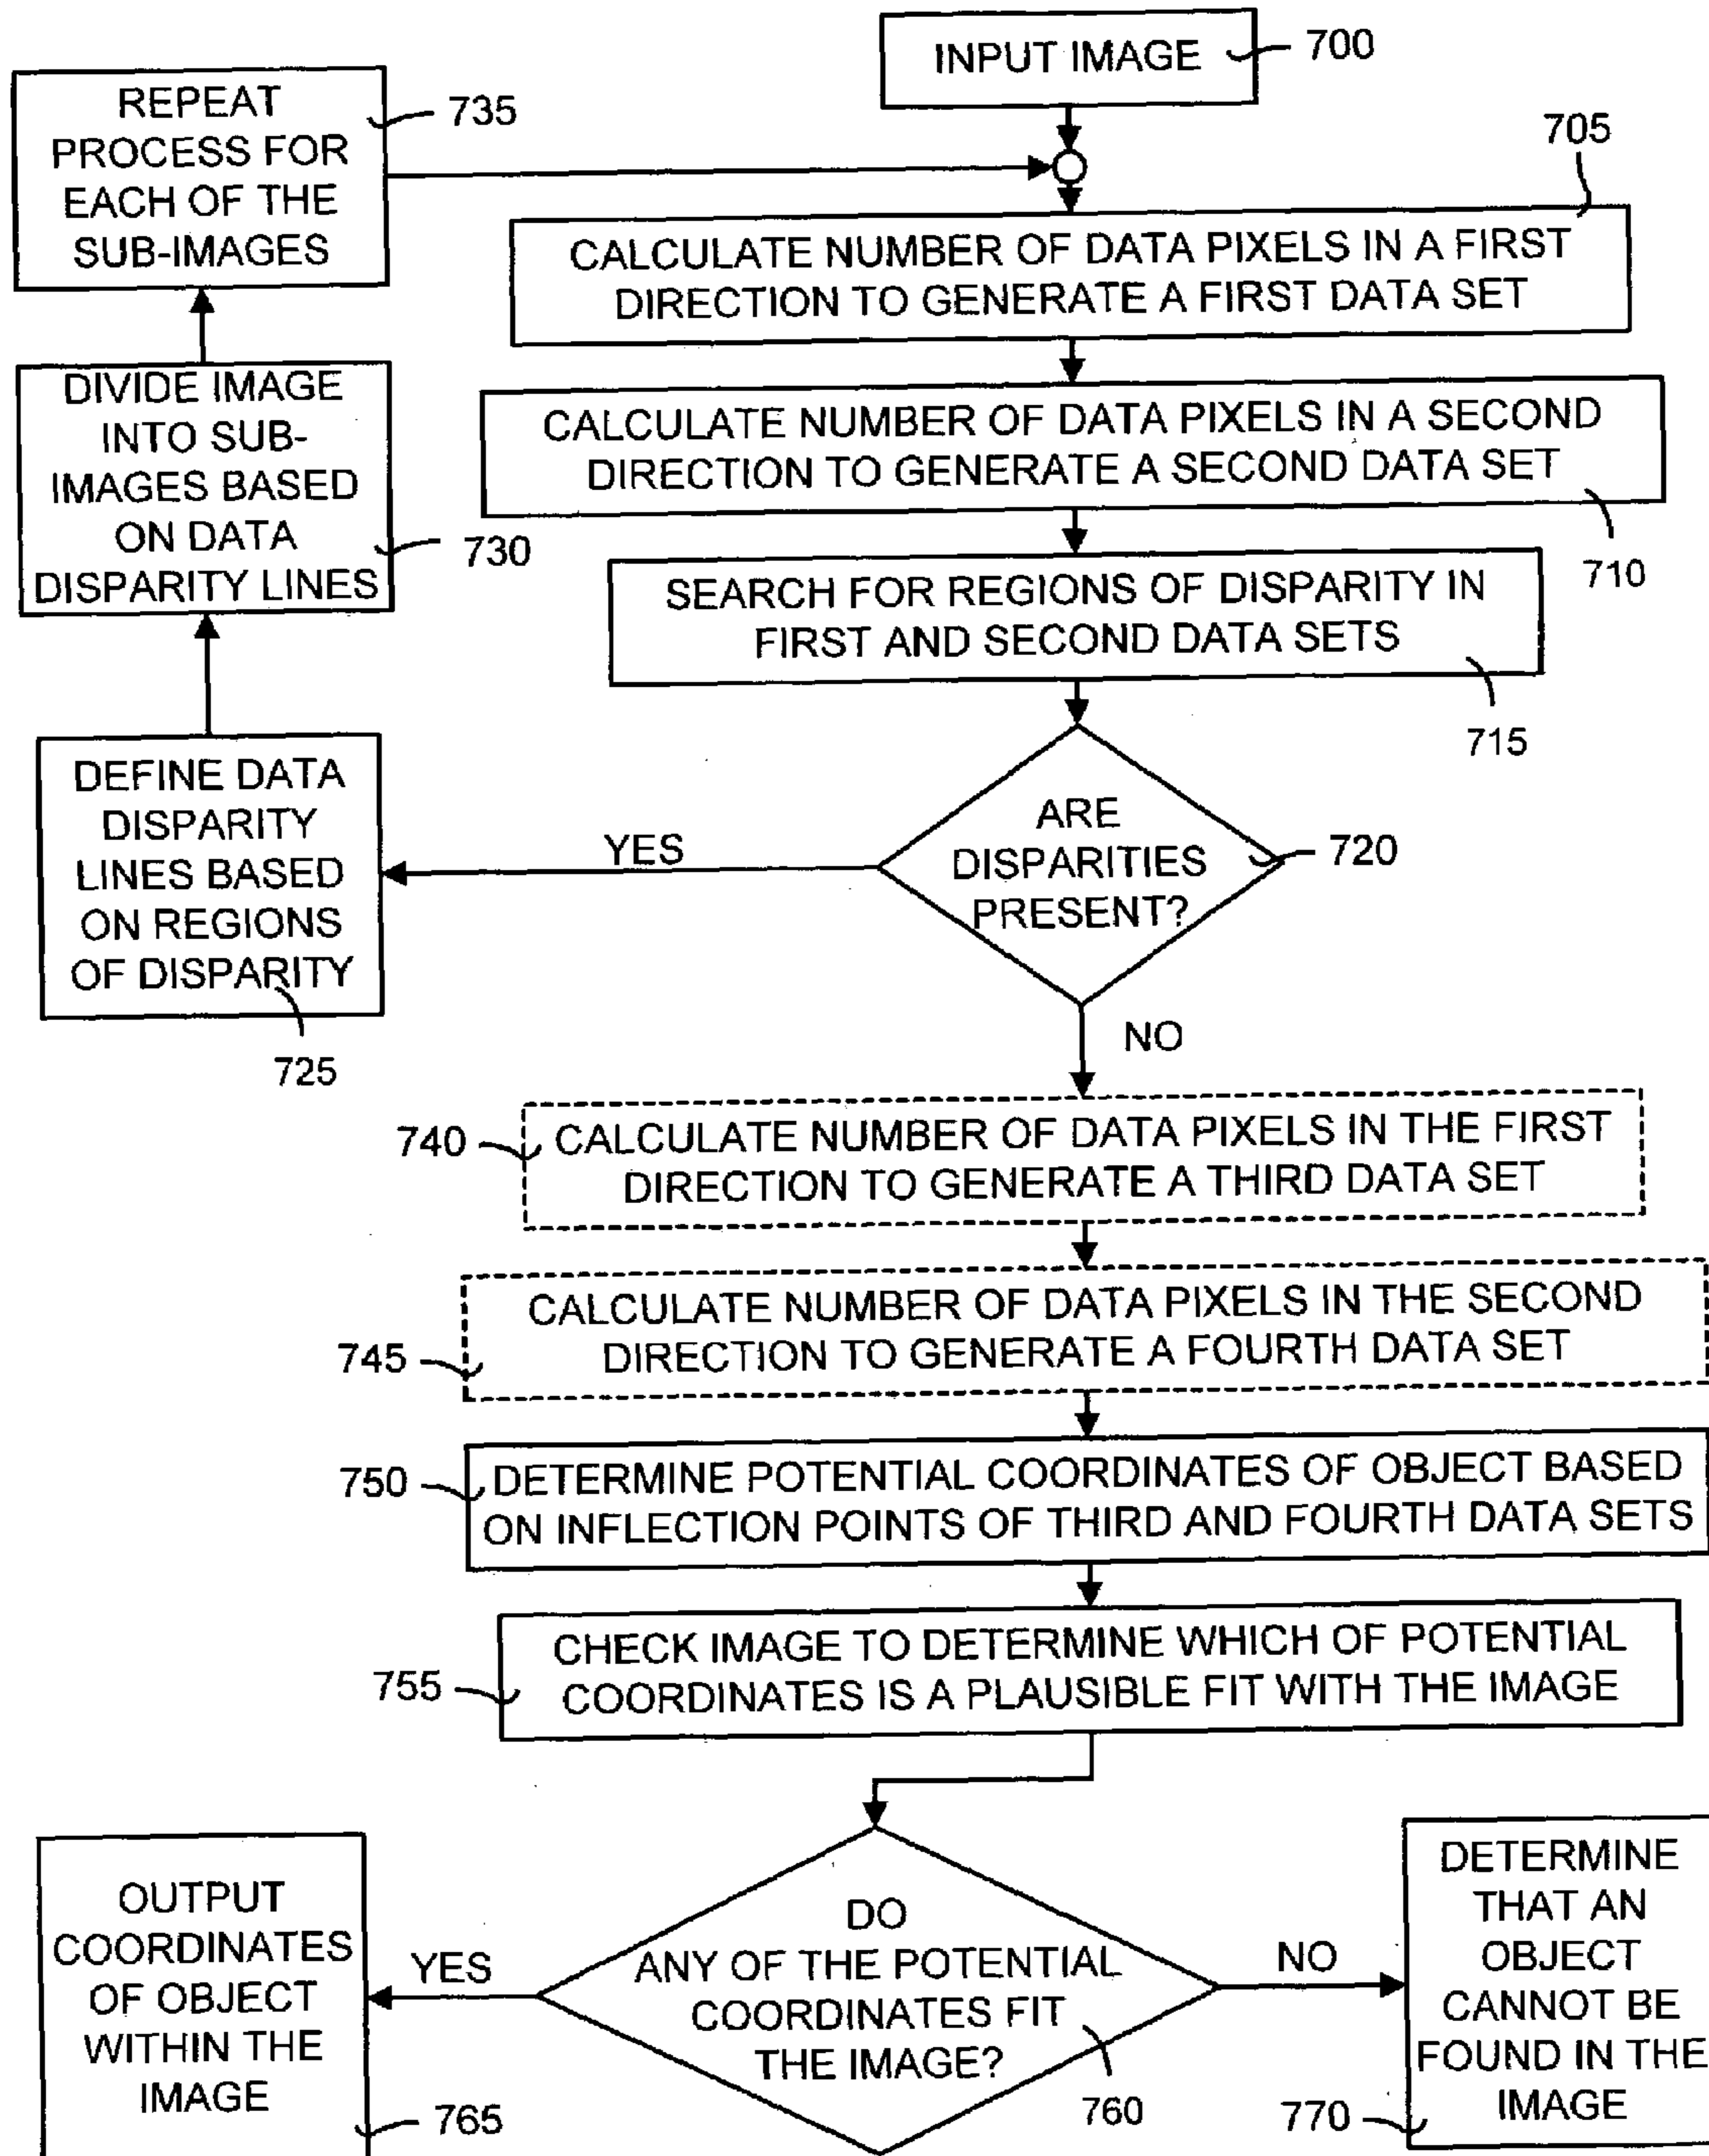 INPUT IMAGE
700
REPEAT
PROCESS FOR
EACH OF THE
SUB-IMAGES
735
705
CALCULATE NUMBER OF DATA PIXELS IN A FIRST
DIRECTION TO GENERATE A FIRST DATA SET
DIVIDE IMAGE
INTO SUB-
IMAGES BASED
ON DATA
DISPARITY LINES
730
CALCULATE NUMBER OF DATA PIXELS IN A SECOND
DIRECTION TO GENERATE A SECOND DATA SET
710
SEARCH FOR REGIONS OF DISPARITY IN
FIRST AND SECOND DATA SETS
715
DEFINE DATA
DISPARITY
LINES BASED
ON REGIONS
OF DISPARITY
725
YES
ARE
DISPARITIES
PRESENT?
720
NO
740
CALCULATE NUMBER OF DATA PIXELS IN THE FIRST
DIRECTION TO GENERATE A THIRD DATA SET
CALCULATE NUMBER OF DATA PIXELS IN THE SECOND
DIRECTION TO GENERATE A FOURTH DATA SET
745
750
DETERMINE POTENTIAL COORDINATES OF OBJECT BASED
ON INFLECTION POINTS OF THIRD AND FOURTH DATA SETS
CHECK IMAGE TO DETERMINE WHICH OF POTENTIAL
COORDINATES IS A PLAUSIBLE FIT WITH THE IMAGE
755
OUTPUT
COORDINATES
OF OBJECT
WITHIN THE
IMAGE
765
YES
DO
ANY OF THE POTENTIAL
COORDINATES FIT
THE IMAGE?
760
NO
DETERMINE
THAT AN
OBJECT
CANNOT BE
FOUND IN THE
IMAGE
770